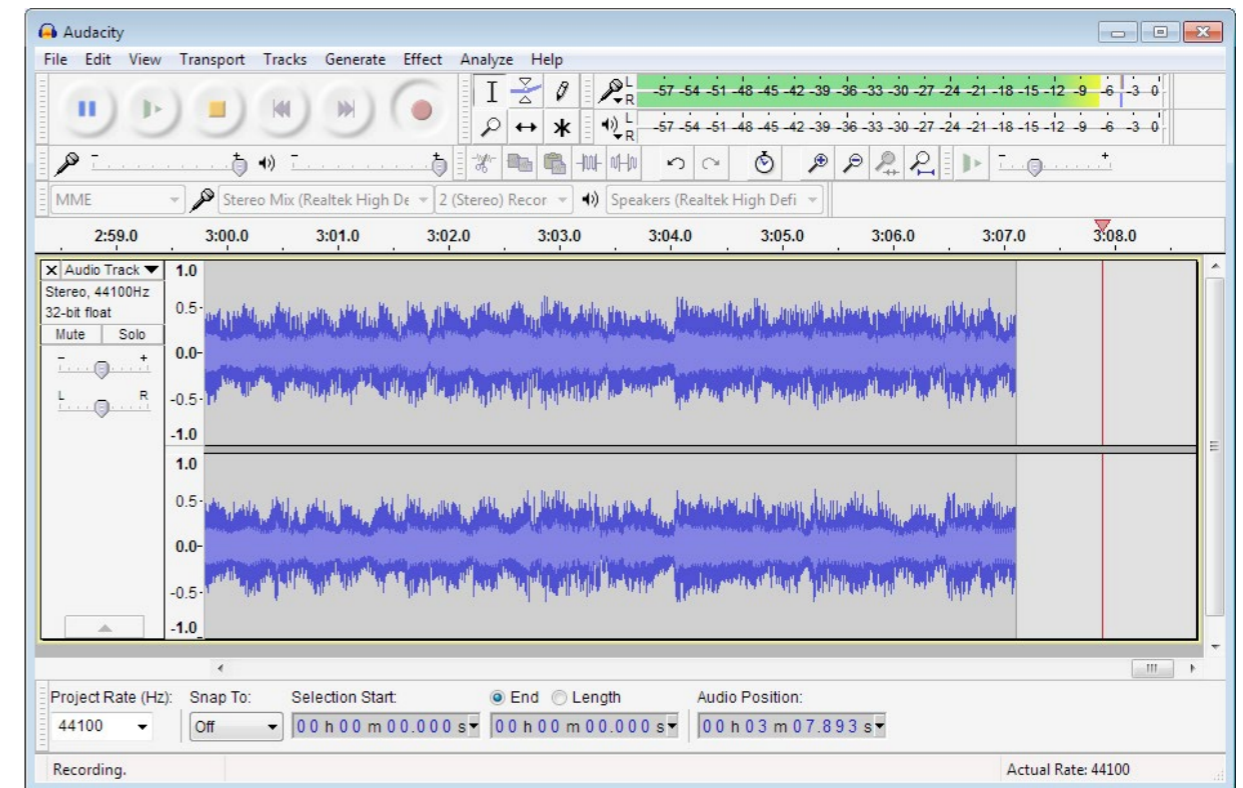 Audacity
File Edit View Transport Tracks Generate Effect Analyze Help
L
R
-57 -54 -51 -48 -45 -42 -39 -36 -33 -30 -27 -24 -21 -18 -15 -12 -9 -6 -3 0
L
R
-57 -54 -51 -48 -45 -42 -39 -36 -33 -30 -27 -24 -21 -18 -15 -12 -9 -6 -3 0
- + - +
- +
MME Stereo Mix (Realtek High De 2 (Stereo) Recor Speakers (Realtek High Defi
2:59.0 3:00.0 3:01.0 3:02.0 3:03.0 3:04.0 3:05.0 3:06.0 3:07.0 3:08.0
X Audio Track
Stereo, 44100Hz
32-bit float
Mute Solo
- +
L R
1.0
0.5-
0.0-
-0.5-
-1.0
1.0
0.5-
0.0-
-0.5-
-1.0
Project Rate (Hz): Snap To: Selection Start: End Length Audio Position:
44100 Off 00 h 00 m 00.000 s 00 h 00 m 00.000 s 00 h 03 m 07.893 s
Recording. Actual Rate: 44100